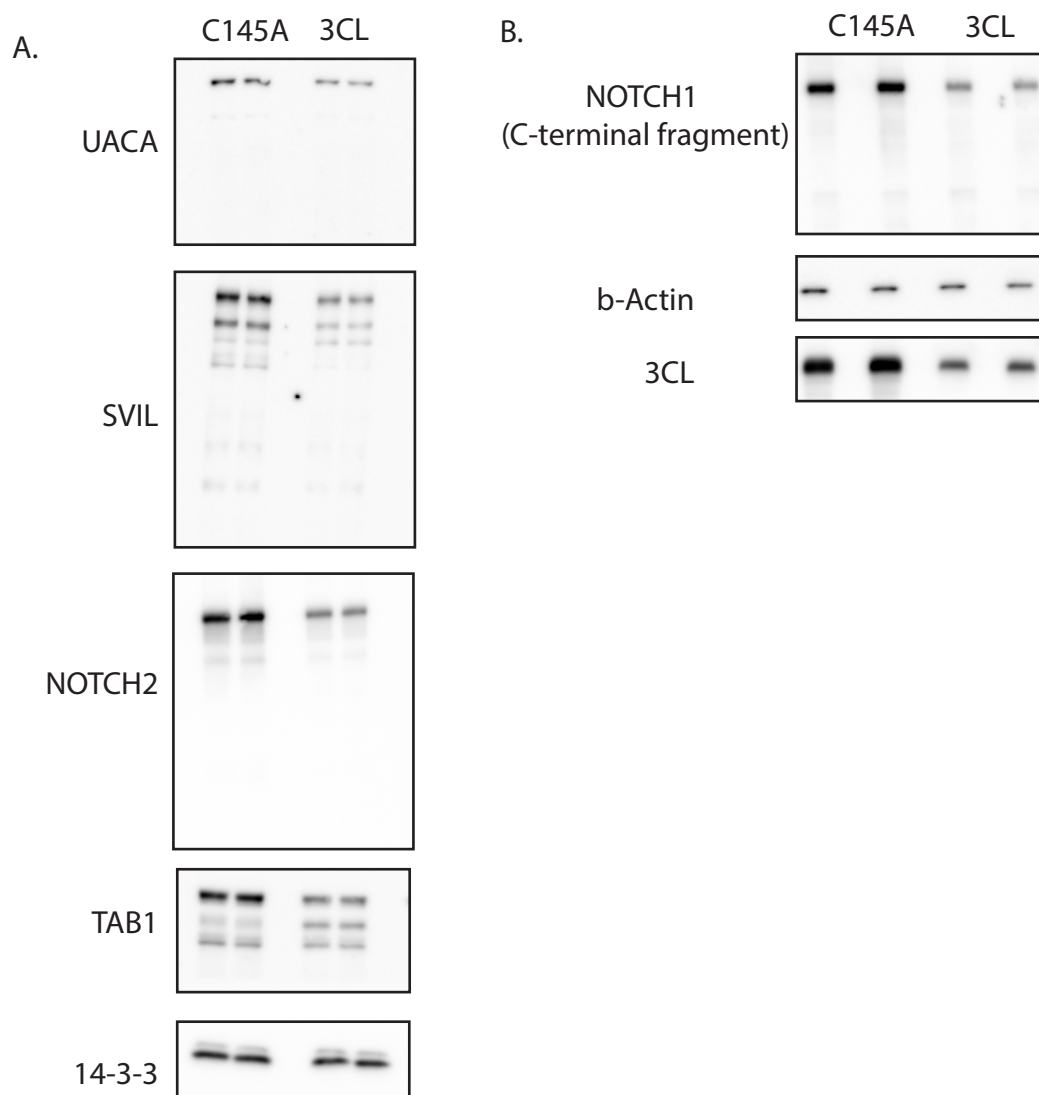 A.
C145A 3CL
UACA
SVIL
NOTCH2
TAB1
14-3-3
B.
C145A 3CL
NOTCH1
(C-terminal fragment)
b-Actin
3CL